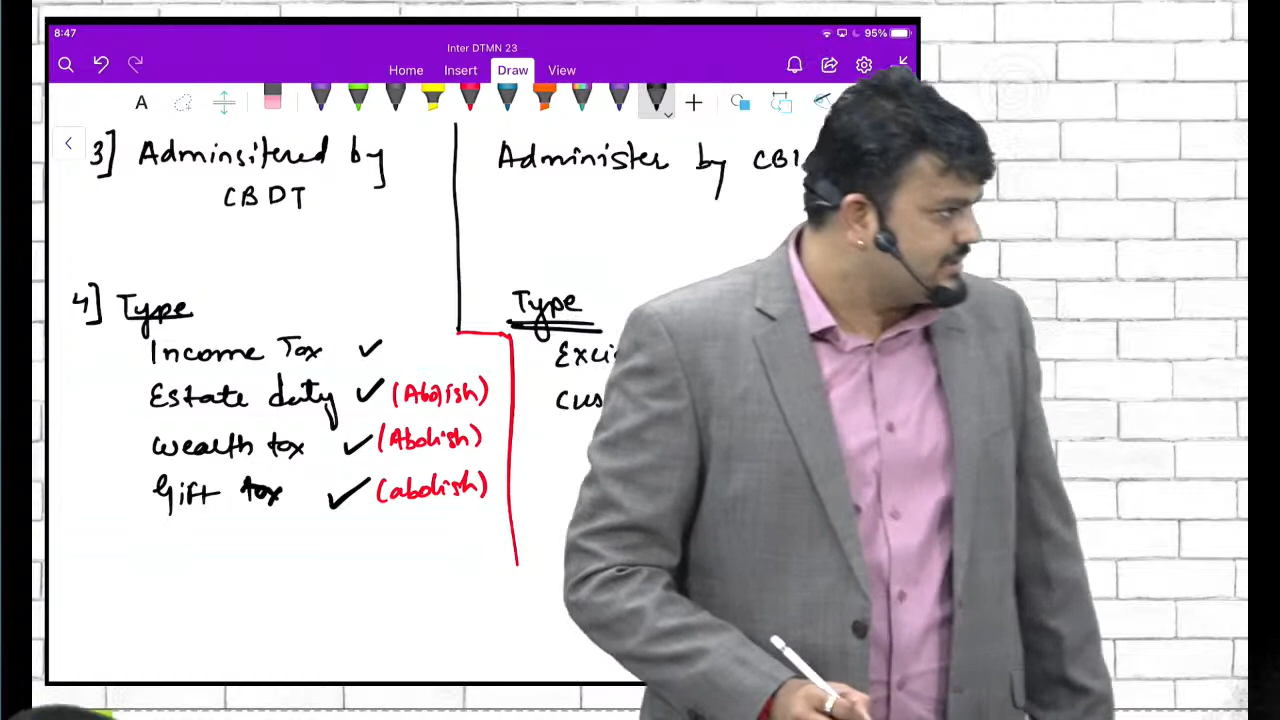 8:47
95%
Inter DTMN 23
Home Insert Draw View
A
3] Adminsitered by
CBDT
Administer by
4] Type
Income Tax ✓
Estate duty ✓ (Abolish)
wealth tax ✓ (Abolish)
Gift tax ✓ (abolish)
Type